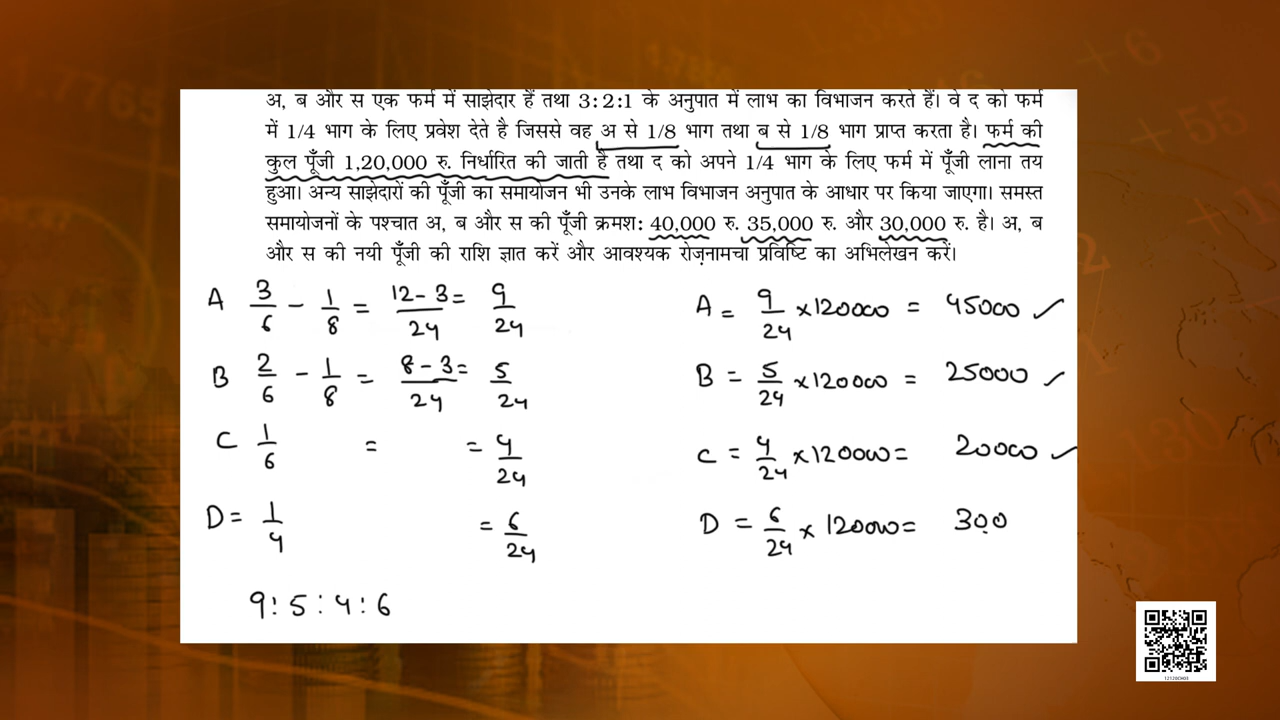 अ, ब और स एक फर्म में साझेदार हैं तथा 3:2:1 के अनुपात में लाभ का विभाजन करते हैं। वे द को फर्म
में 1/4 भाग के लिए प्रवेश देते है जिससे वह अ से 1/8 भाग तथा ब से 1/8 भाग प्राप्त करता है। फ़र्म की
कुल पूँजी 1,20,000 रु. निर्धारित की जाती है तथा द को अपने 1/4 भाग के लिए फर्म में पूँजी लाना तय
हुआ। अन्य साझेदारों की पूँजी का समायोजन भी उनके लाभ विभाजन अनुपात के आधार पर किया जाएगा। समस्त
समायोजनों के पश्चात अ, ब और स की पूँजी क्रमश: 40,000 रु. 35,000 रु. और 30,000 रु. है। अ, ब
और स की नयी पूँजी की राशि ज्ञात करें और आवश्यक रोज़नामचा प्रविष्टि का अभिलेखन करें।
A 3/6 - 1/8 = 12-3/24 = 9/24
A = 9/24 ×120000 = 45000 ✓
B 2/6 - 1/8 = 8-3/24 = 5/24
B = 5/24 ×120000 = 25000 ✓
C 1/6 = = 4/24
C = 4/24 ×120000 = 20000 ✓
D = 1/4 = 6/24
D = 6/24 × 120000 = 300
9:5:4:6